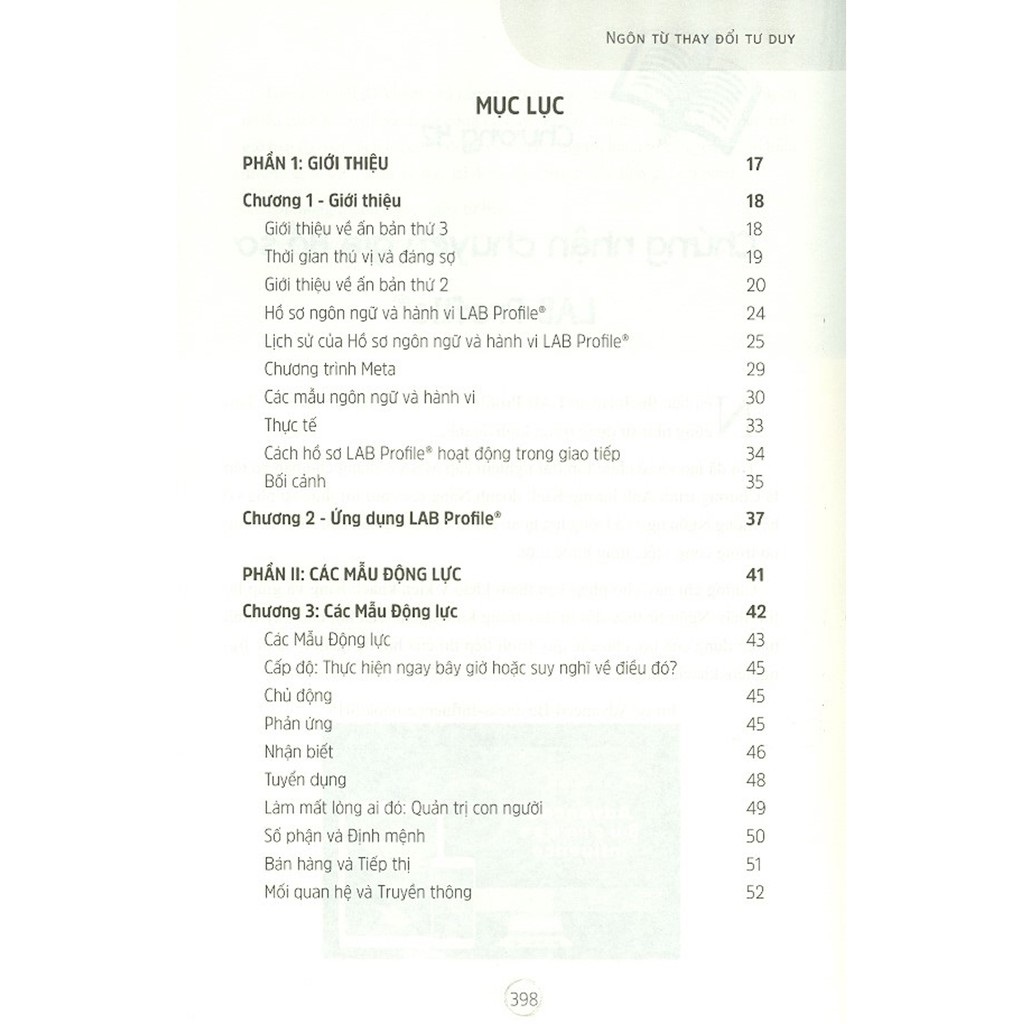 NGÔN TỪ THAY ĐỔI TƯ DUY
MỤC LỤC
PHẦN 1: GIỚI THIỆU 17
Chương 1 - Giới thiệu 18
Giới thiệu về ấn bản thứ 3 18
Thời gian thú vị và đáng sợ 19
Giới thiệu về ấn bản thứ 2 20
Hồ sơ ngôn ngữ và hành vi LAB Profile® 24
Lịch sử của Hồ sơ ngôn ngữ và hành vi LAB Profile® 25
Chương trình Meta 29
Các mẫu ngôn ngữ và hành vi 30
Thực tế 33
Cách hồ sơ LAB Profile® hoạt động trong giao tiếp 34
Bối cảnh 35
Chương 2 - Ứng dụng LAB Profile® 37
PHẦN II: CÁC MẪU ĐỘNG LỰC 41
Chương 3: Các Mẫu Động lực 42
Các Mẫu Động lực 43
Cấp độ: Thực hiện ngay bây giờ hoặc suy nghĩ về điều đó? 45
Chủ động 45
Phản ứng 45
Nhận biết 46
Tuyển dụng 48
Làm mất lòng ai đó: Quản trị con người 49
Số phận và Định mệnh 50
Bán hàng và Tiếp thị 51
Mối quan hệ và Truyền thông 52
398